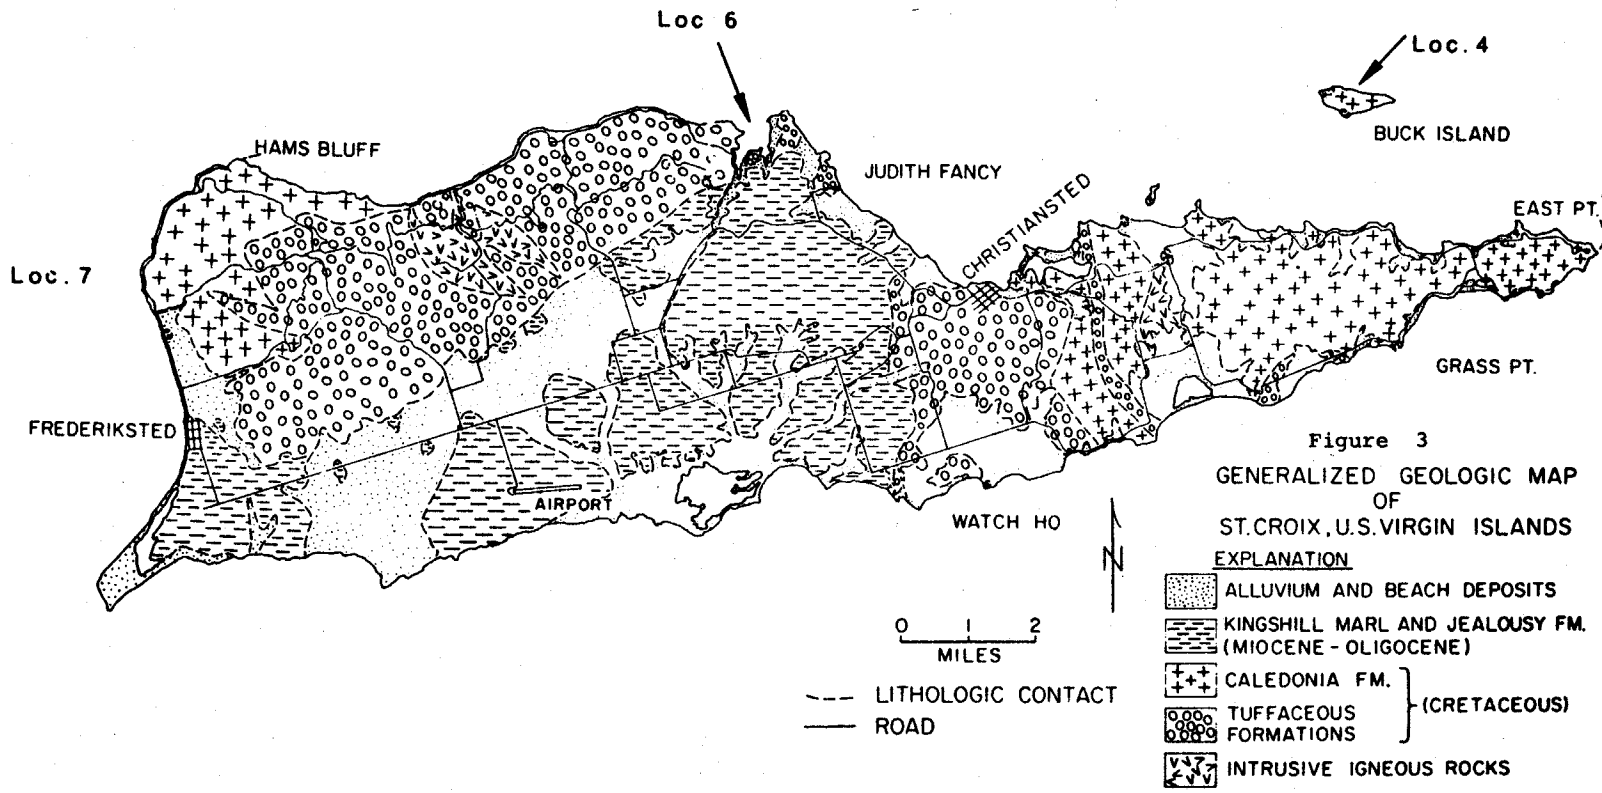 Loc 6
Loc.4
HAMS BLUFF
BUCK ISLAND
JUDITH FANCY
CHRISTIANSTED
EAST PT.
Loc.7
GRASS PT.
FREDERIKSTED
AIRPORT
WATCH HO
N
0 1 2
MILES
LITHOLOGIC CONTACT
ROAD
Figure 3
GENERALIZED GEOLOGIC MAP
OF
ST.CROIX, U.S.VIRGIN ISLANDS
EXPLANATION
ALLUVIUM AND BEACH DEPOSITS
KINGSHILL MARL AND JEALOUSY FM.
(MIOCENE-OLIGOCENE)
CALEDONIA FM.
(CRETACEOUS)
TUFFACEOUS
FORMATIONS
INTRUSIVE IGNEOUS ROCKS